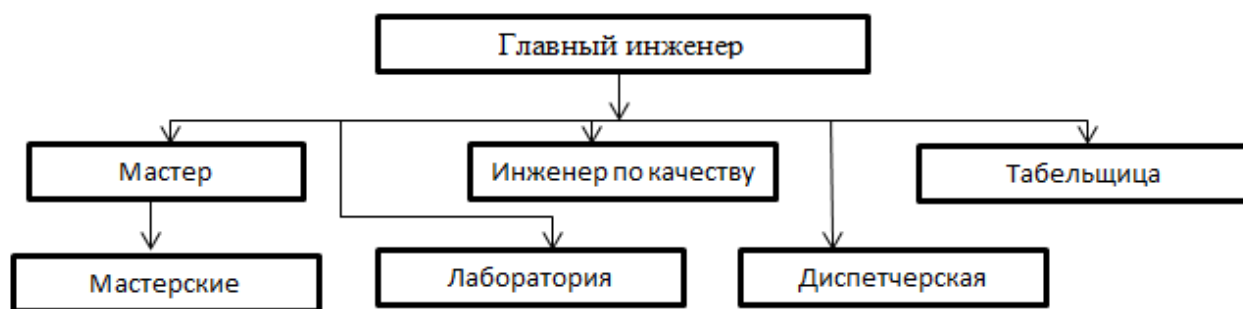 Главный инженер
Мастер
Инженер по качеству
Табельщица
Мастерские
Лаборатория
Диспетчерская